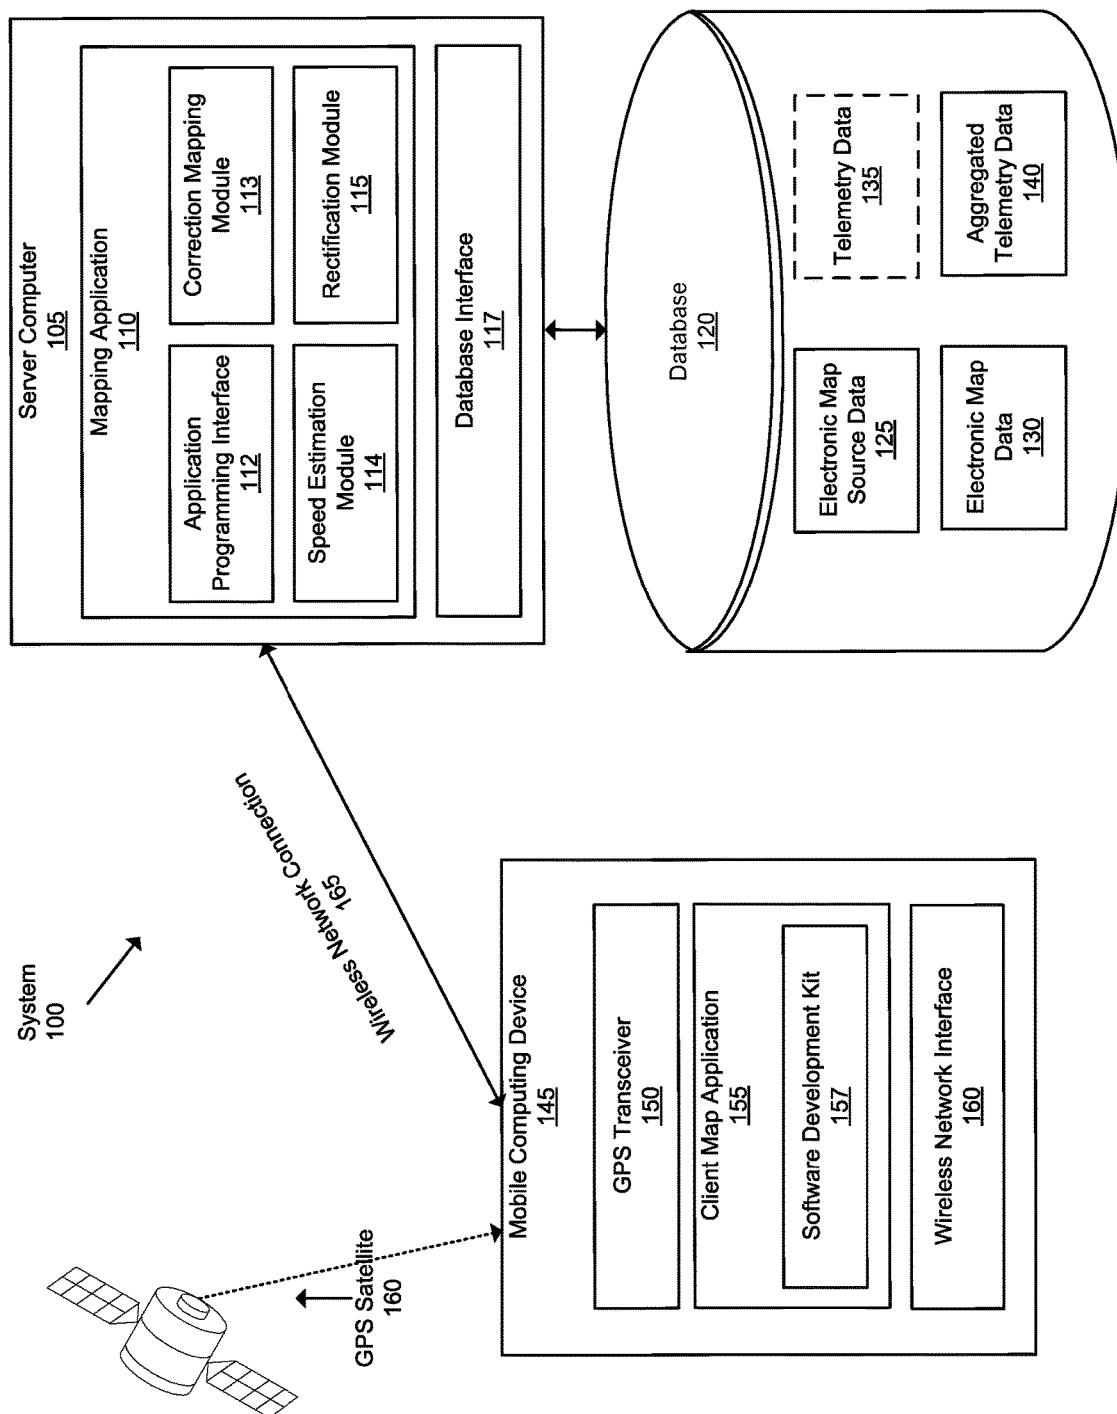 System
100
GPS Satellite
160
Wireless Network Connection
165
Mobile Computing Device
145
GPS Transceiver
150
Client Map Application
155
Software Development Kit
157
Wireless Network Interface
160
Server Computer
105
Mapping Application
110
Application
Programming Interface
112
Correction Mapping
Module
113
Speed Estimation
Module
114
Rectification Module
115
Database Interface
117
Database
120
Electronic Map
Source Data
125
Telemetry Data
135
Electronic Map
Data
130
Aggregated
Telemetry Data
140